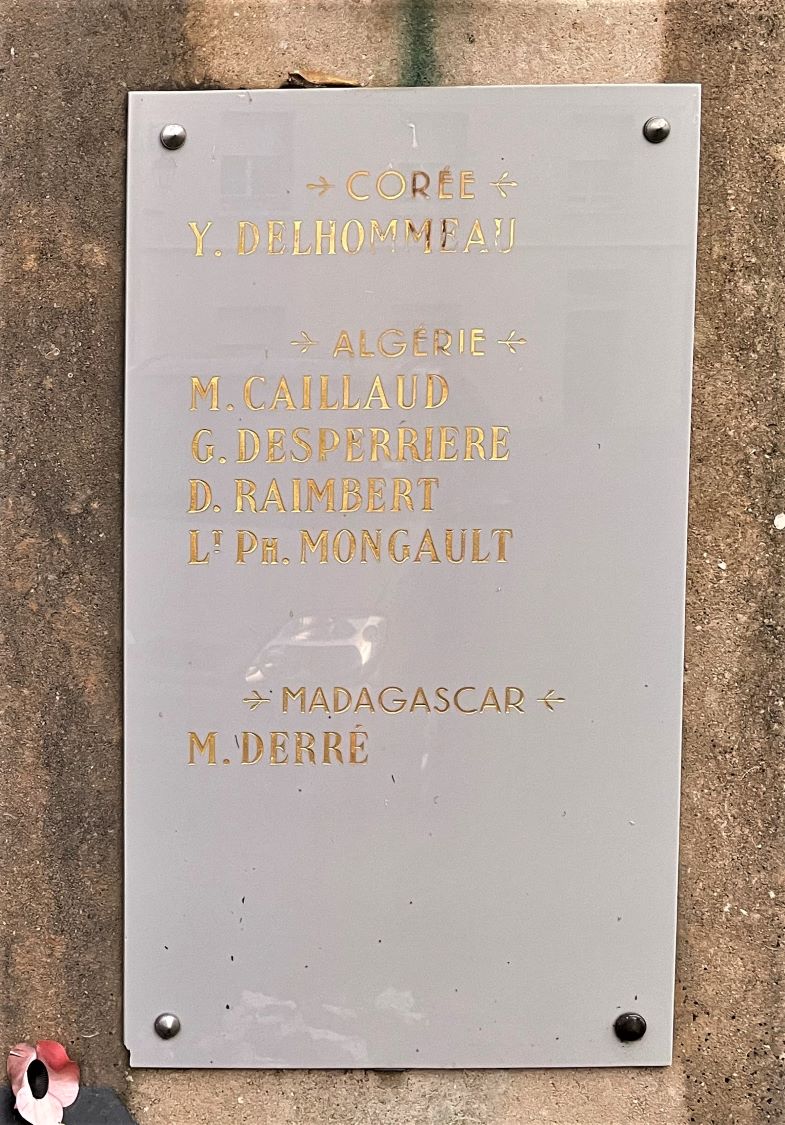 CORÉE
Y. DELHOMMEAU
ALGÉRIE
M. CAILLAUD
G. DESPERRIERE
D. RAIMBERT
LT PH. MONGAULT
MADAGASCAR
M. DERRÉ